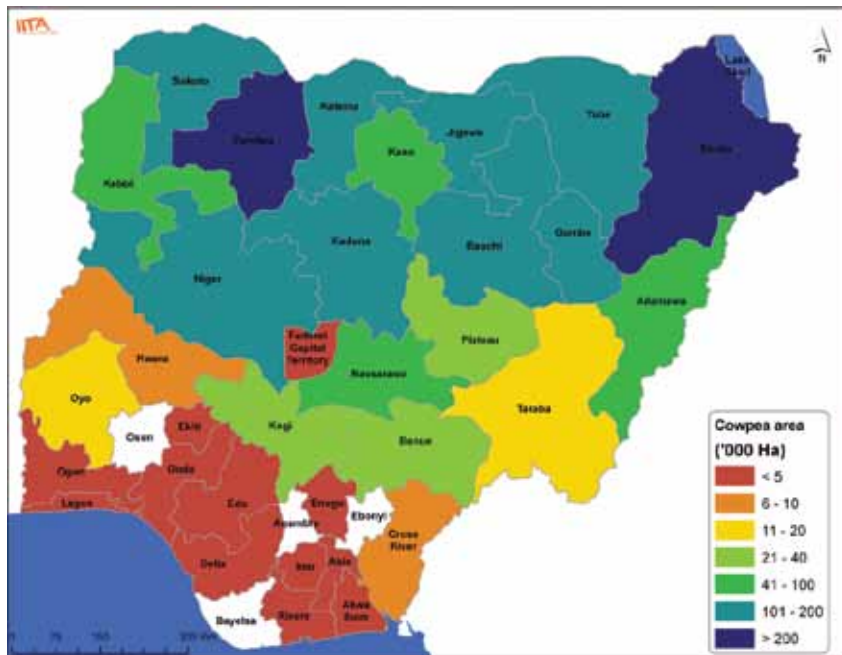 IITA
N
Lake
Chad
Sokoto
Katsina
Zamfara
Jigawa
Yobe
Kano
Borno
Kebbi
Gombe
Kaduna
Bauchi
Niger
Adamawa
Federal
Capital
Territory
Plateau
Kwara
Nassarawa
Oyo
Taraba
Kogi
Osun
Ekiti
Benue
Ogun
Ondo
Lagos
Edo
Enugu
Anambra
Ebonyi
Cross
River
Delta
Imo
Abia
Bayelsa
Rivers
Akwa
Ibom
Cowpea area
('000 Ha)
< 5
6 - 10
11 - 20
21 - 40
41 - 100
101 - 200
> 200
0 75 150